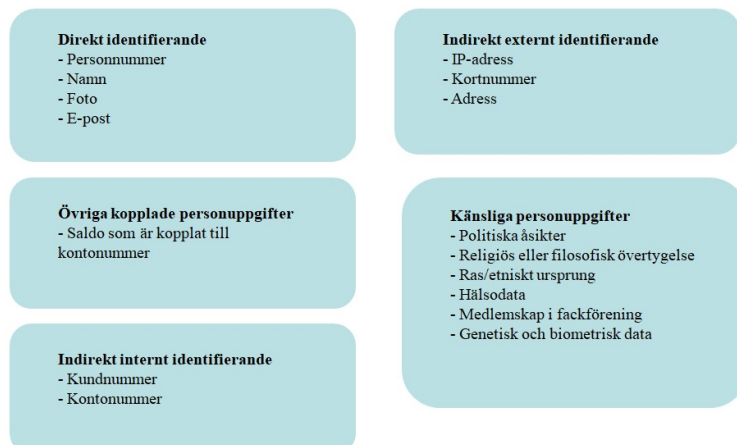 Direkt identifierande
- Personnummer
- Namn
- Foto
- E-post
Övriga kopplade personuppgifter
- Saldo som är kopplat till
kontonummer
Indirekt internt identifierande
- Kundnummer
- Kontonummer
Indirekt externt identifierande
- IP-adress
- Kortnummer
- Adress
Känsliga personuppgifter
- Politiska åsikter
- Religiös eller filosofisk övertygelse
- Ras/etniskt ursprung
- Hälsodata
- Medlemskap i fackförening
- Genetisk och biometrisk data